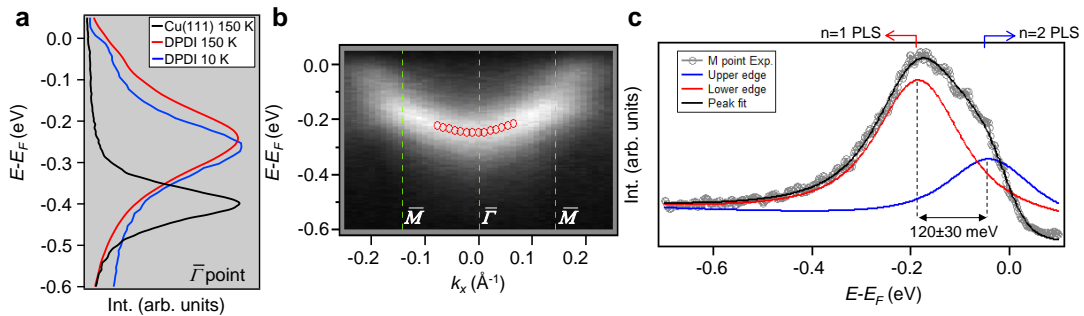 a
Cu(111) 150 K
DPDI 150 K
DPDI 10 K
0.0
-0.1
-0.2
-0.3
-0.4
-0.5
-0.6
E-E_F (eV)
Γ̅ point
Int. (arb. units)
b
0.0
-0.2
-0.4
-0.6
E-E_F (eV)
M̅ Γ̅ M̅
-0.2 -0.1 0.0 0.1 0.2
k_x (Å⁻¹)
c
n=1 PLS n=2 PLS
M point Exp.
Upper edge
Lower edge
Peak fit
Int. (arb. units)
120±30 meV
-0.6 -0.4 -0.2 0.0
E-E_F (eV)